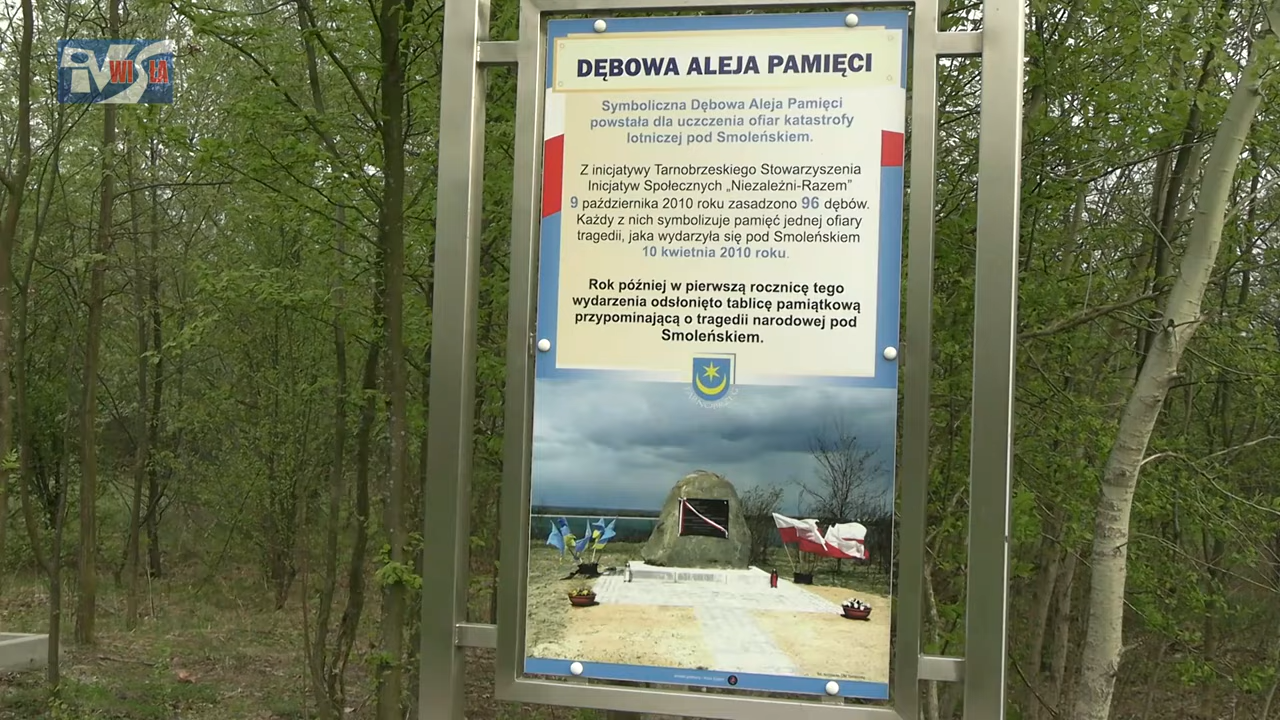 WISŁA
DĘBOWA ALEJA PAMIĘCI
Symboliczna Dębowa Aleja Pamięci
powstała dla uczczenia ofiar katastrofy
lotniczej pod Smoleńskiem.
Z inicjatywy Tarnobrzeskiego Stowarzyszenia
Inicjatyw Społecznych „Niezależni-Razem”
9 października 2010 roku zasadzono 96 dębów.
Każdy z nich symbolizuje pamięć jednej ofiary
tragedii, jaka wydarzyła się pod Smoleńskiem
10 kwietnia 2010 roku.
Rok później w pierwszą rocznicę tego
wydarzenia odsłonięto tablicę pamiątkową
przypominającą o tragedii narodowej pod
Smoleńskiem.
TARNOBRZEG